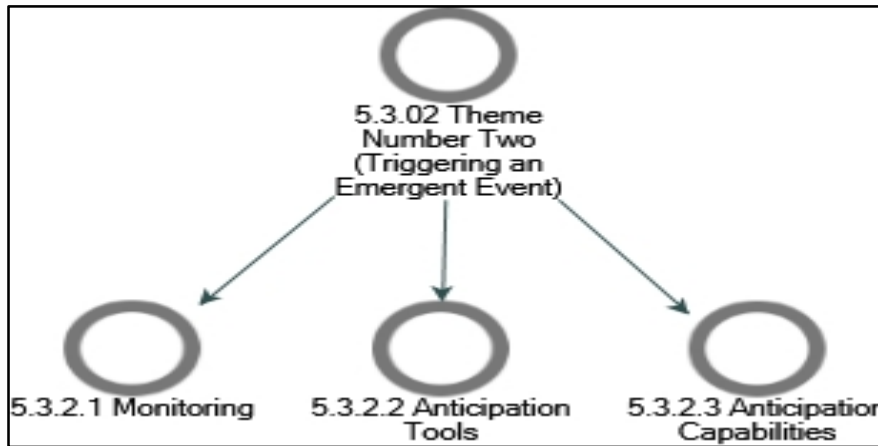 5.3.02 Theme
Number Two
(Triggering an
Emergent Event)
5.3.2.1 Monitoring
5.3.2.2 Anticipation
Tools
5.3.2.3 Anticipation
Capabilities